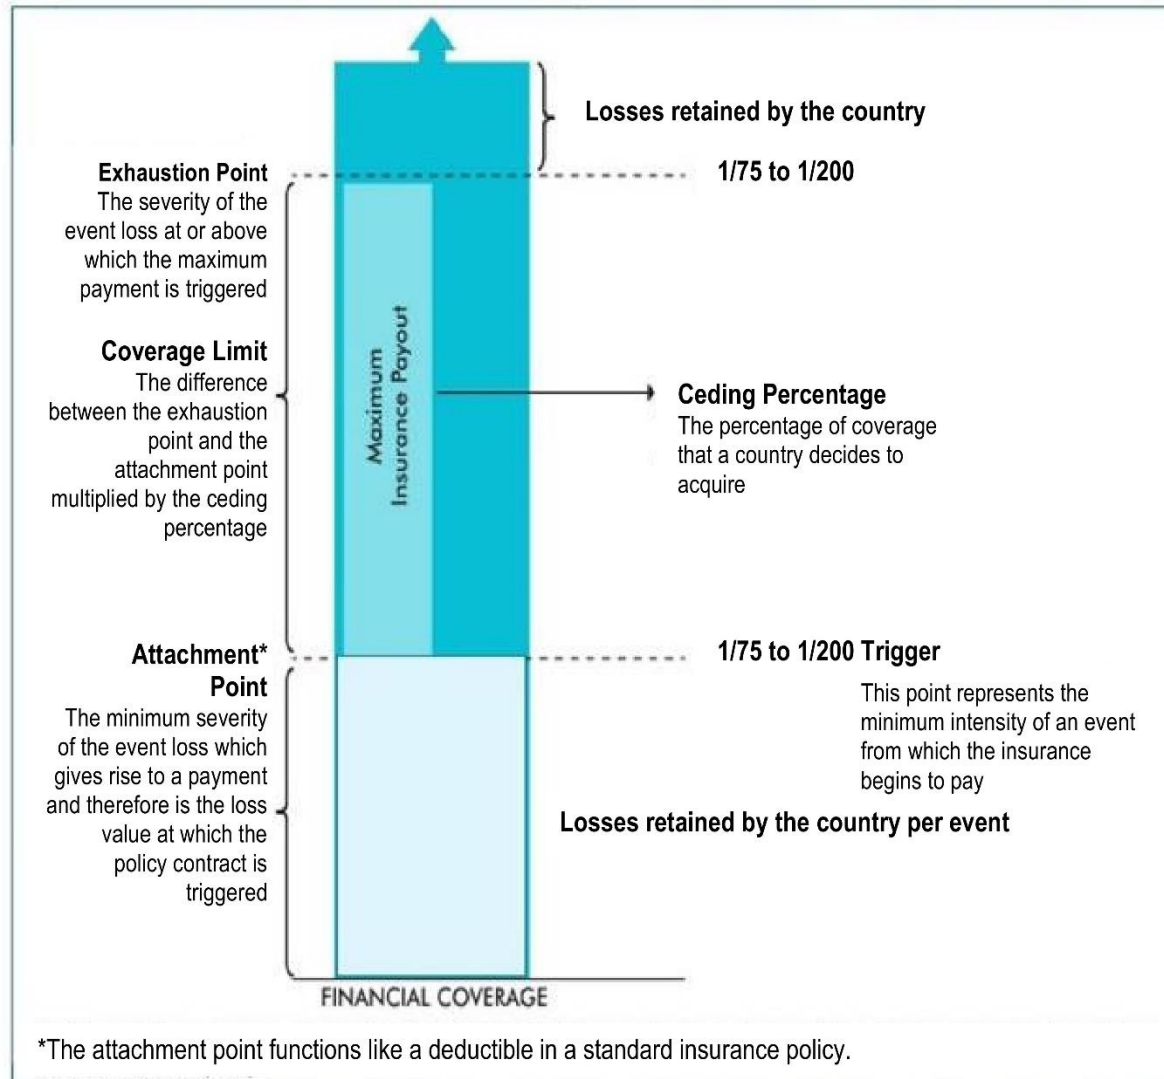 Losses retained by the country
Exhaustion Point
1/75 to 1/200
The severity of the
event loss at or above
which the maximum
payment is triggered
Coverage Limit
The difference
between the exhaustion
point and the
attachment point
multiplied by the ceding
percentage
Maximum
Insurance Payout
Ceding Percentage
The percentage of coverage
that a country decides to
acquire
Attachment*
Point
The minimum severity
of the event loss which
gives rise to a payment
and therefore is the loss
value at which the
policy contract is
triggered
1/75 to 1/200 Trigger
This point represents the
minimum intensity of an event
from which the insurance
begins to pay
Losses retained by the country per event
FINANCIAL COVERAGE
*The attachment point functions like a deductible in a standard insurance policy.